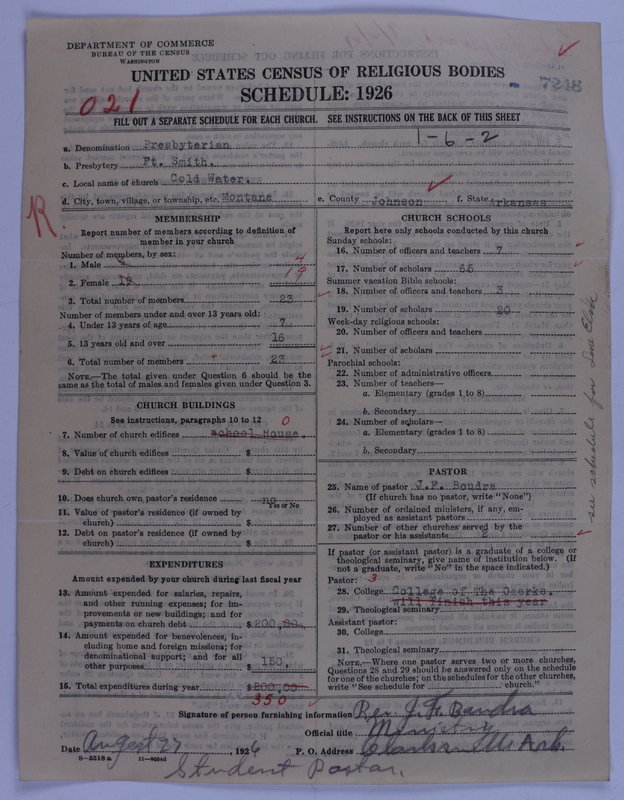 DEPARTMENT OF COMMERCE
BUREAU OF THE CENSUS
WASHINGTON
UNITED STATES CENSUS OF RELIGIOUS BODIES
SCHEDULE: 1926
7248
021
FILL OUT A SEPARATE SCHEDULE FOR EACH CHURCH. SEE INSTRUCTIONS ON THE BACK OF THIS SHEET
1-6-2
a. Denomination Presbyterian
b. Presbytery Ft. Smith.
c. Local name of church Cold Water.
d. City, town, village, or township, etc. Montana e. County Johnson f. State Arkansas
R
MEMBERSHIP
Report number of members according to definition of
member in your church
Number of members, by sex:
1. Male 4
2. Female 19 19
3. Total number of members 23
Number of members under and over 13 years old:
4. Under 13 years of age 7
5. 13 years old and over 16
6. Total number of members 23
NOTE.—The total given under Question 6 should be the
same as the total of males and females given under Question 3.
CHURCH BUILDINGS
See instructions, paragraphs 10 to 12 0
7. Number of church edifices School House.
8. Value of church edifices $
9. Debt on church edifices $
10. Does church own pastor's residence no
Yes or No
11. Value of pastor's residence (if owned by
church) $
12. Debt on pastor's residence (if owned by
church) $
EXPENDITURES
Amount expended by your church during last fiscal year
13. Amount expended for salaries, repairs,
and other running expenses; for im-
provements or new buildings; and for
payments on church debt $ 200,00.
14. Amount expended for benevolences, in-
cluding home and foreign missions; for
denominational support; and for all
other purposes $ 150.
15. Total expenditures during year $ 200,00
350
CHURCH SCHOOLS
Report here only schools conducted by this church
Sunday schools:
16. Number of officers and teachers 7
17. Number of scholars 65
Summer vacation Bible schools:
18. Number of officers and teachers 3
19. Number of scholars 20
Week-day religious schools:
20. Number of officers and teachers
21. Number of scholars
Parochial schools:
22. Number of administrative officers
23. Number of teachers—
a. Elementary (grades 1 to 8)
b. Secondary
24. Number of scholars—
a. Elementary (grades 1 to 8)
b. Secondary
PASTOR
25. Name of pastor J.F. Boudra
(If church has no pastor, write "None")
26. Number of ordained ministers, if any, em-
ployed as assistant pastors
27. Number of other churches served by the
pastor or his assistants 2
If pastor (or assistant pastor) is a graduate of a college or
theological seminary, give name of institution below. (If
not a graduate, write "No" in the space indicated.)
Pastor: 3
28. College College of The Ozarks.
will finish this year
29. Theological seminary
Assistant pastor:
30. College
31. Theological seminary
NOTE.—Where one pastor serves two or more churches,
Questions 28 and 29 should be answered only on the schedule
for one of the churches; on the schedules for the other churches,
write "See schedule for church."
see schedule for
Signature of person furnishing information Rev. J. F. Bandra
Official title Ministry
Date August 27, 1926 P. O. Address Clarksville Ark.
8-5518a 11-9254d
Student Pastor.